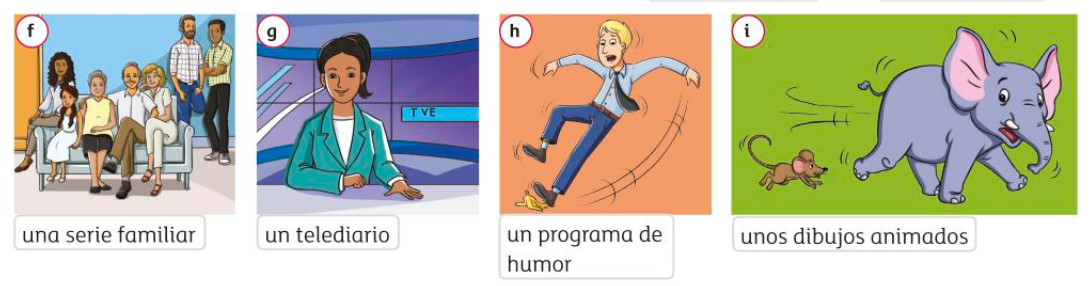 f
g
h
i
TVE
una serie familiar
un telediario
un programa de
humor
unos dibujos animados